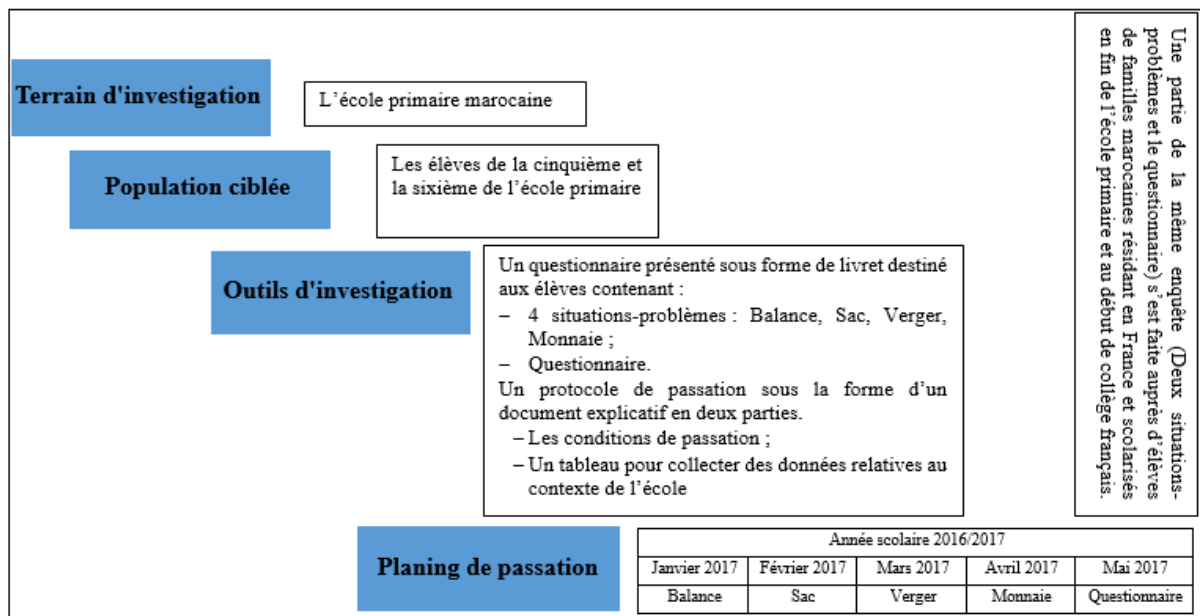 Terrain d'investigation
L'école primaire marocaine
Population ciblée
Les élèves de la cinquième et
la sixième de l'école primaire
Outils d'investigation
Un questionnaire présenté sous forme de livret destiné
aux élèves contenant :
– 4 situations-problèmes : Balance, Sac, Verger,
Monnaie ;
– Questionnaire.
Un protocole de passation sous la forme d'un
document explicatif en deux parties.
– Les conditions de passation ;
– Un tableau pour collecter des données relatives au
contexte de l'école
Planing de passation
Année scolaire 2016/2017
Janvier 2017 Février 2017 Mars 2017 Avril 2017 Mai 2017
Balance Sac Verger Monnaie Questionnaire
Une partie de la même enquête (Deux situations-
problèmes et le questionnaire) s'est faite auprès d'élèves
de familles marocaines résidant en France et scolarisés
en fin de l'école primaire et au début de collège français.